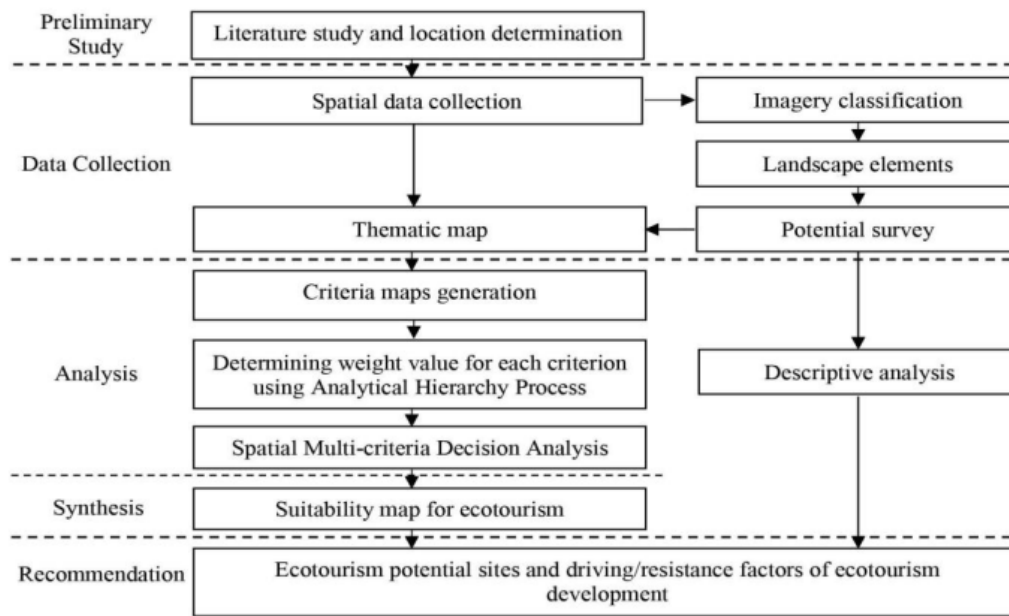 Preliminary
Study
Literature study and location determination
Data Collection
Spatial data collection
Imagery classification
Landscape elements
Thematic map
Potential survey
Analysis
Criteria maps generation
Determining weight value for each criterion
using Analytical Hierarchy Process
Descriptive analysis
Spatial Multi-criteria Decision Analysis
Synthesis
Suitability map for ecotourism
Recommendation
Ecotourism potential sites and driving/resistance factors of ecotourism
development